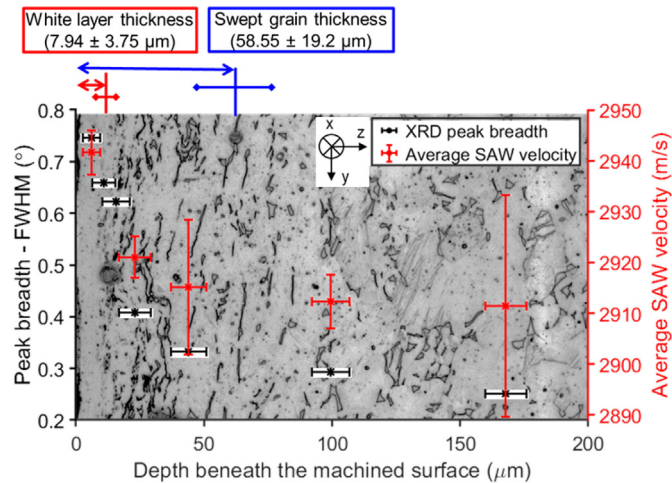 White layer thickness
(7.94 ± 3.75 µm)
Swept grain thickness
(58.55 ± 19.2 µm)
0.8
0.7
0.6
0.5
0.4
0.3
0.2
Peak breadth - FWHM (°)
x
z
y
XRD peak breadth
Average SAW velocity
2950
2940
2930
2920
2910
2900
2890
Average SAW velocity (m/s)
0
50
100
150
200
Depth beneath the machined surface (µm)